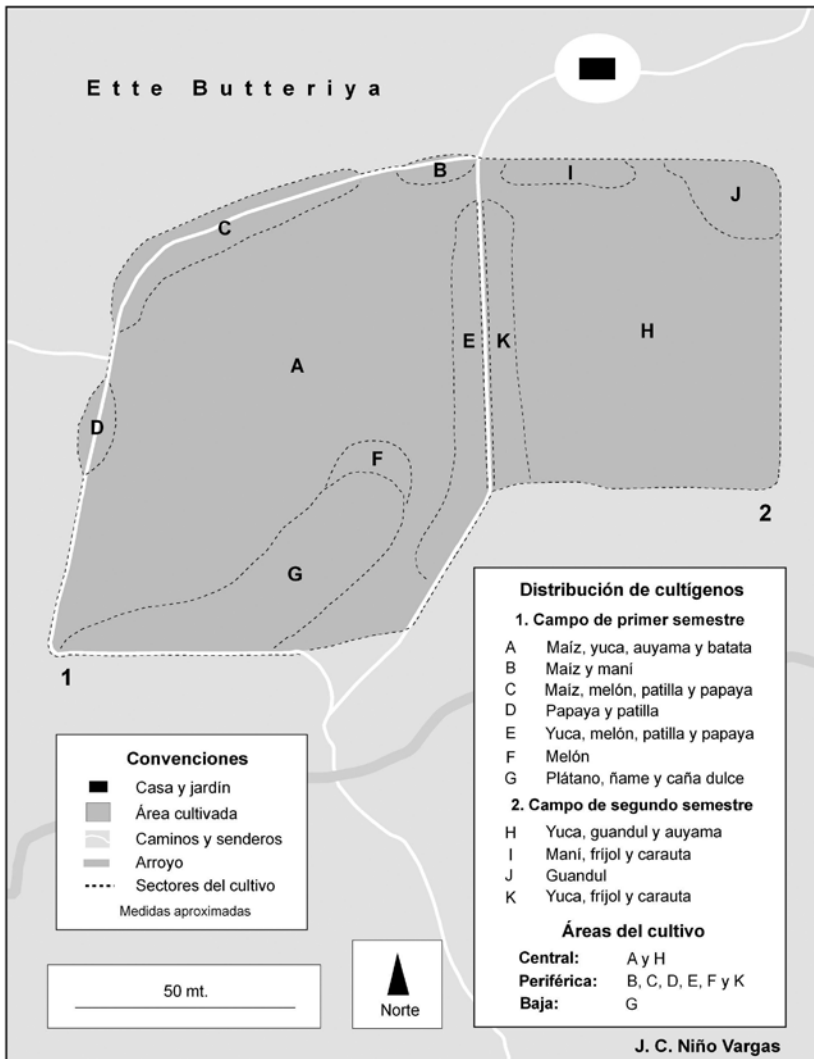 Ette Butteriya
B
I
J
C
E
K
H
A
D
F
2
G
1
Distribución de cultígenos
1. Campo de primer semestre
A Maíz, yuca, auyama y batata
B Maíz y maní
C Maíz, melón, patilla y papaya
D Papaya y patilla
E Yuca, melón, patilla y papaya
F Melón
G Plátano, ñame y caña dulce
2. Campo de segundo semestre
H Yuca, guandul y auyama
I Maní, fríjol y carauta
J Guandul
K Yuca, fríjol y carauta
Áreas del cultivo
Central: A y H
Periférica: B, C, D, E, F y K
Baja: G
Convenciones
Casa y jardín
Área cultivada
Caminos y senderos
Arroyo
Sectores del cultivo
Medidas aproximadas
50 mt.
Norte
J. C. Niño Vargas